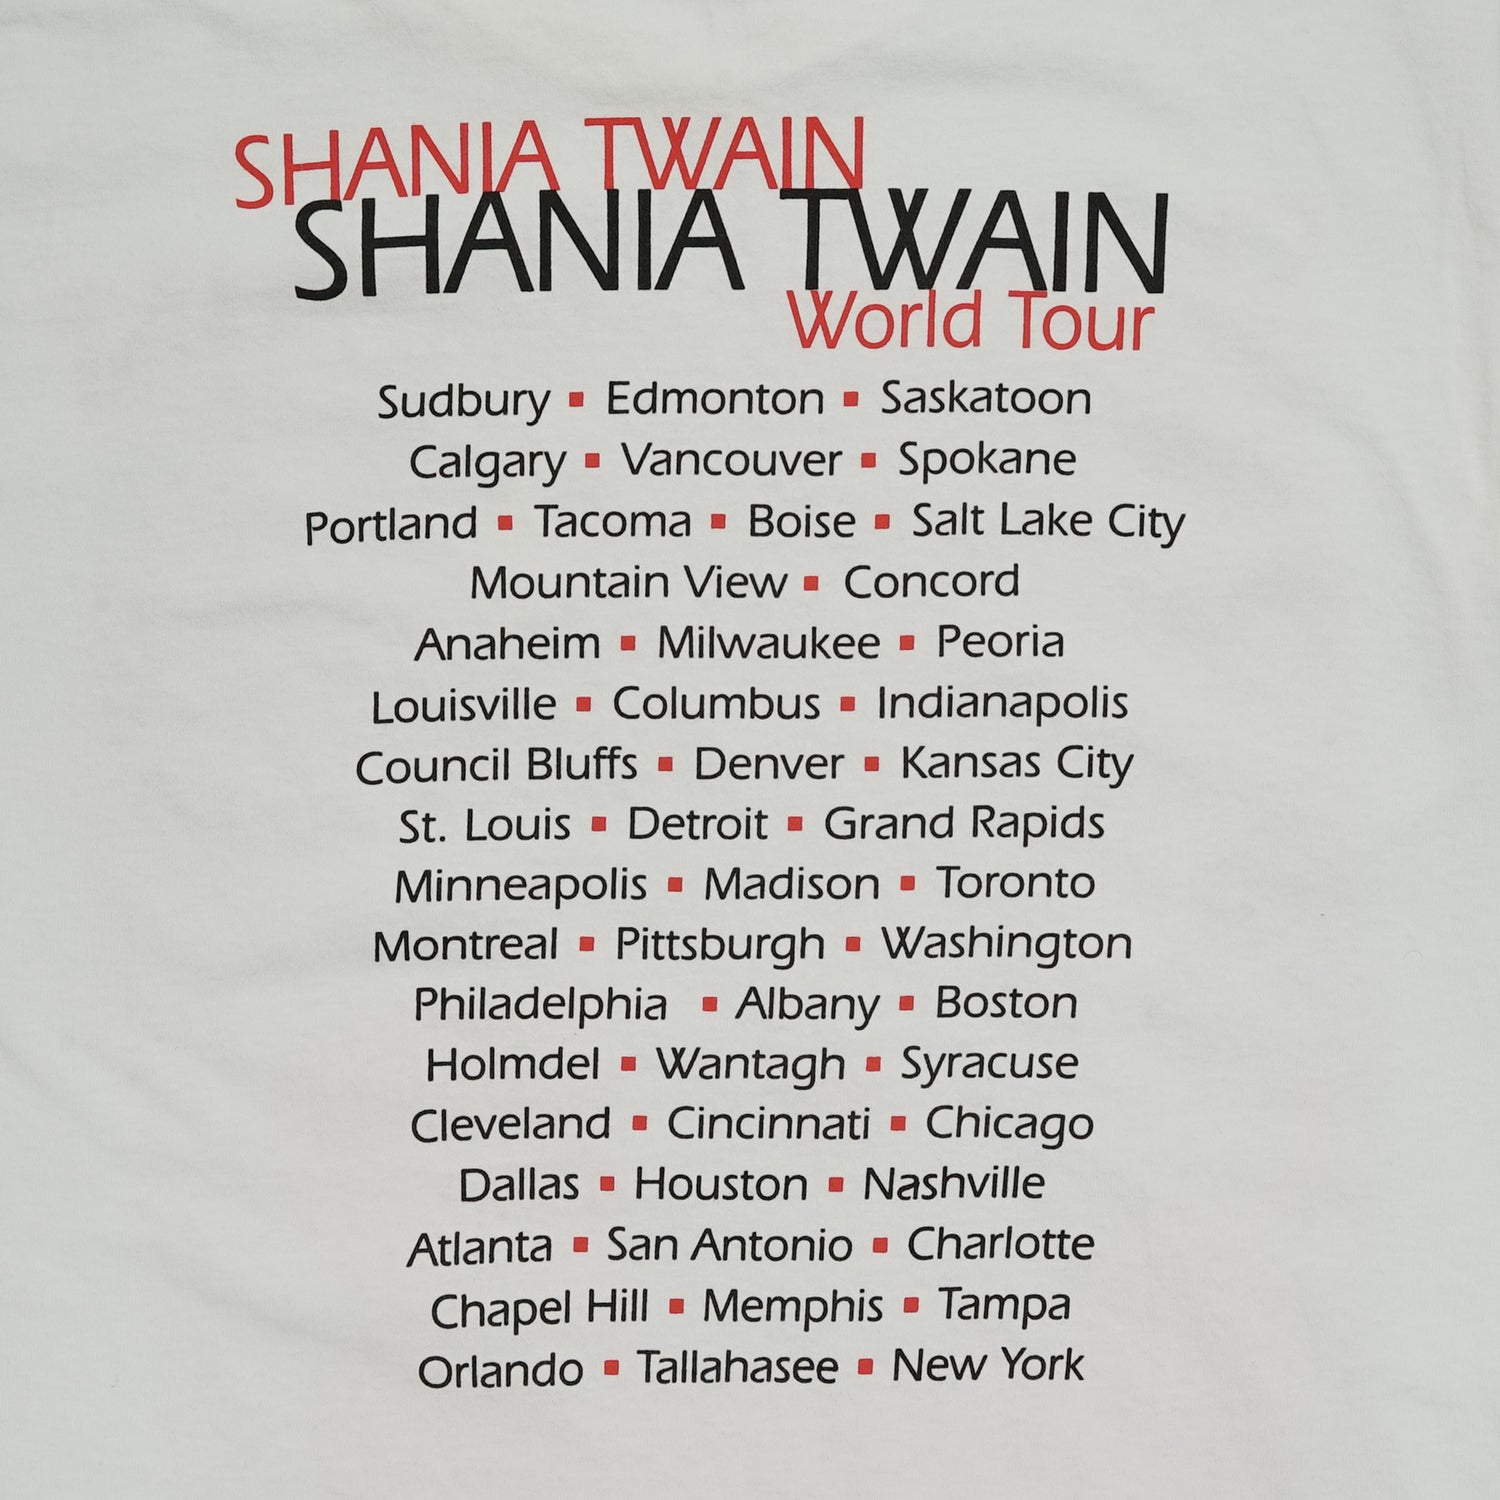 SHANIA TWAIN
SHANIA TWAIN
World Tour
Sudbury ▪ Edmonton ▪ Saskatoon
Calgary ▪ Vancouver ▪ Spokane
Portland ▪ Tacoma ▪ Boise ▪ Salt Lake City
Mountain View ▪ Concord
Anaheim ▪ Milwaukee ▪ Peoria
Louisville ▪ Columbus ▪ Indianapolis
Council Bluffs ▪ Denver ▪ Kansas City
St. Louis ▪ Detroit ▪ Grand Rapids
Minneapolis ▪ Madison ▪ Toronto
Montreal ▪ Pittsburgh ▪ Washington
Philadelphia ▪ Albany ▪ Boston
Holmdel ▪ Wantagh ▪ Syracuse
Cleveland ▪ Cincinnati ▪ Chicago
Dallas ▪ Houston ▪ Nashville
Atlanta ▪ San Antonio ▪ Charlotte
Chapel Hill ▪ Memphis ▪ Tampa
Orlando ▪ Tallahasee ▪ New York